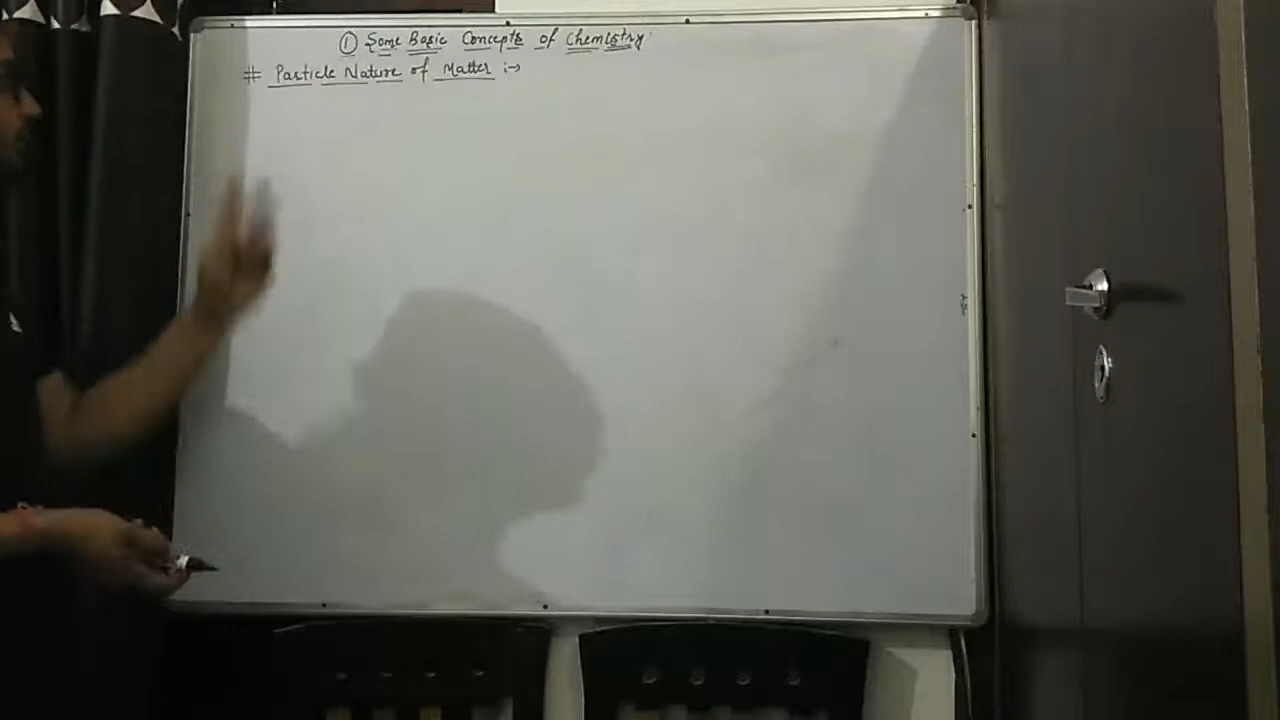 ① Some Basic Concepts of Chemistry
# Particle Nature of Matter :→